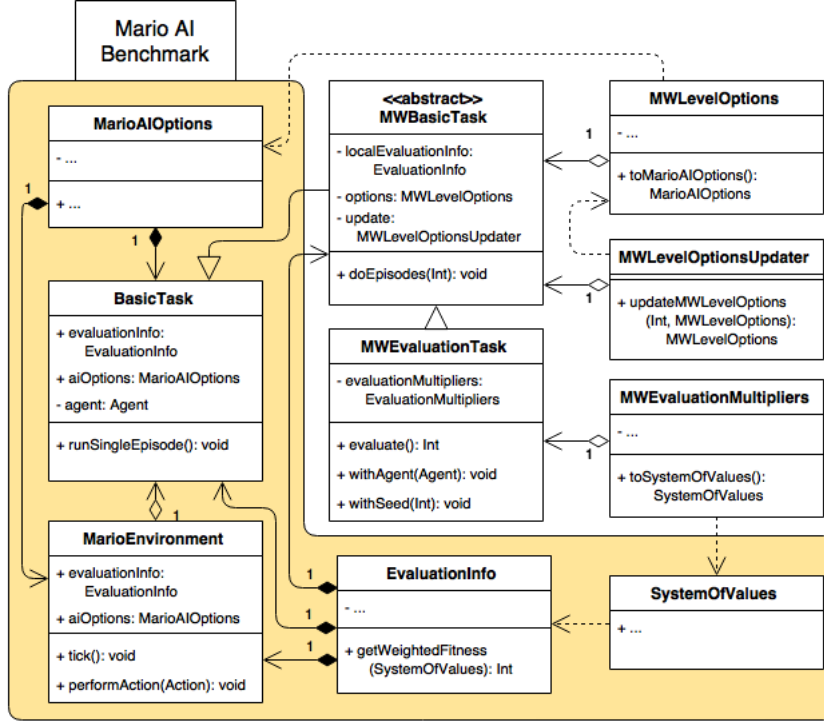 Mario AI
Benchmark
MarioAIOptions
- ...
+ ...
1
1
BasicTask
+ evaluationInfo:
EvaluationInfo
+ aiOptions: MarioAIOptions
- agent: Agent
+ runSingleEpisode(): void
1
MarioEnvironment
+ evaluationInfo:
EvaluationInfo
+ aiOptions: MarioAIOptions
+ tick(): void
+ performAction(Action): void
<<abstract>>
MWBasicTask
- localEvaluationInfo:
EvaluationInfo
- options: MWLevelOptions
- update:
MWLevelOptionsUpdater
+ doEpisodes(Int): void
MWEvaluationTask
- evaluationMultipliers:
EvaluationMultipliers
+ evaluate(): Int
+ withAgent(Agent): void
+ withSeed(Int): void
1
MWLevelOptions
- ...
+ toMarioAIOptions():
MarioAIOptions
1
MWLevelOptionsUpdater
+ updateMWLevelOptions
(Int, MWLevelOptions):
MWLevelOptions
1
MWEvaluationMultipliers
- ...
+ toSystemOfValues():
SystemOfValues
1
1
1
EvaluationInfo
- ...
+ getWeightedFitness
(SystemOfValues): Int
SystemOfValues
+ ...